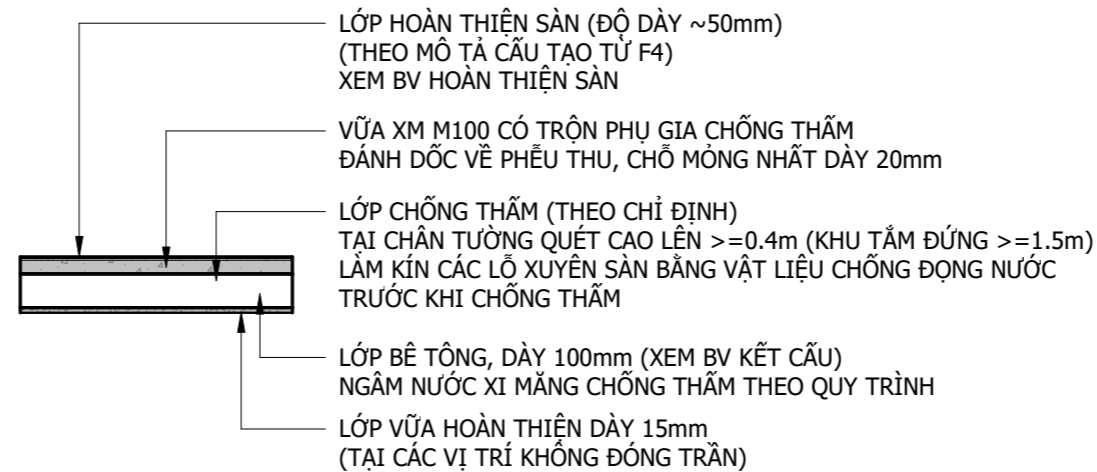 LỚP HOÀN THIỆN SÀN (ĐỘ DÀY ~50mm)
(THEO MÔ TẢ CẤU TẠO TỪ F4)
XEM BV HOÀN THIỆN SÀN
VỮA XM M100 CÓ TRỘN PHỤ GIA CHỐNG THẤM
ĐÁNH DỐC VỀ PHỄU THU, CHỖ MỎNG NHẤT DÀY 20mm
LỚP CHỐNG THẤM (THEO CHỈ ĐỊNH)
TẠI CHÂN TƯỜNG QUÉT CAO LÊN >=0.4m (KHU TẮM ĐỨNG >=1.5m)
LÀM KÍN CÁC LỖ XUYÊN SÀN BẰNG VẬT LIỆU CHỐNG ĐỌNG NƯỚC
TRƯỚC KHI CHỐNG THẤM
LỚP BÊ TÔNG, DÀY 100mm (XEM BV KẾT CẤU)
NGÂM NƯỚC XI MĂNG CHỐNG THẤM THEO QUY TRÌNH
LỚP VỮA HOÀN THIỆN DÀY 15mm
(TẠI CÁC VỊ TRÍ KHÔNG ĐÓNG TRẦN)